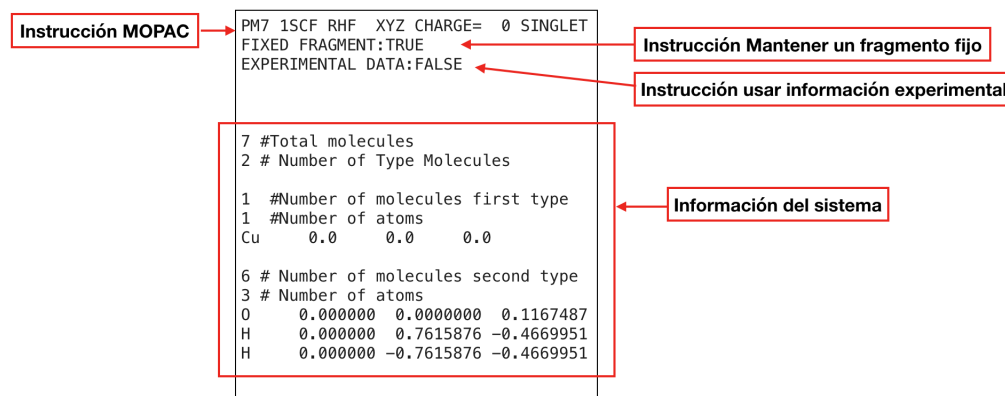 Instrucción MOPAC
PM7 1SCF RHF  XYZ CHARGE=  0 SINGLET
FIXED FRAGMENT:TRUE
Instrucción Mantener un fragmento fijo
EXPERIMENTAL DATA:FALSE
Instrucción usar información experimental
7 #Total molecules
2 # Number of Type Molecules
1  #Number of molecules first type
1  #Number of atoms
Cu     0.0     0.0     0.0
Información del sistema
6 # Number of molecules second type
3 # Number of atoms
O     0.000000  0.0000000  0.1167487
H     0.000000  0.7615876 -0.4669951
H     0.000000 -0.7615876 -0.4669951